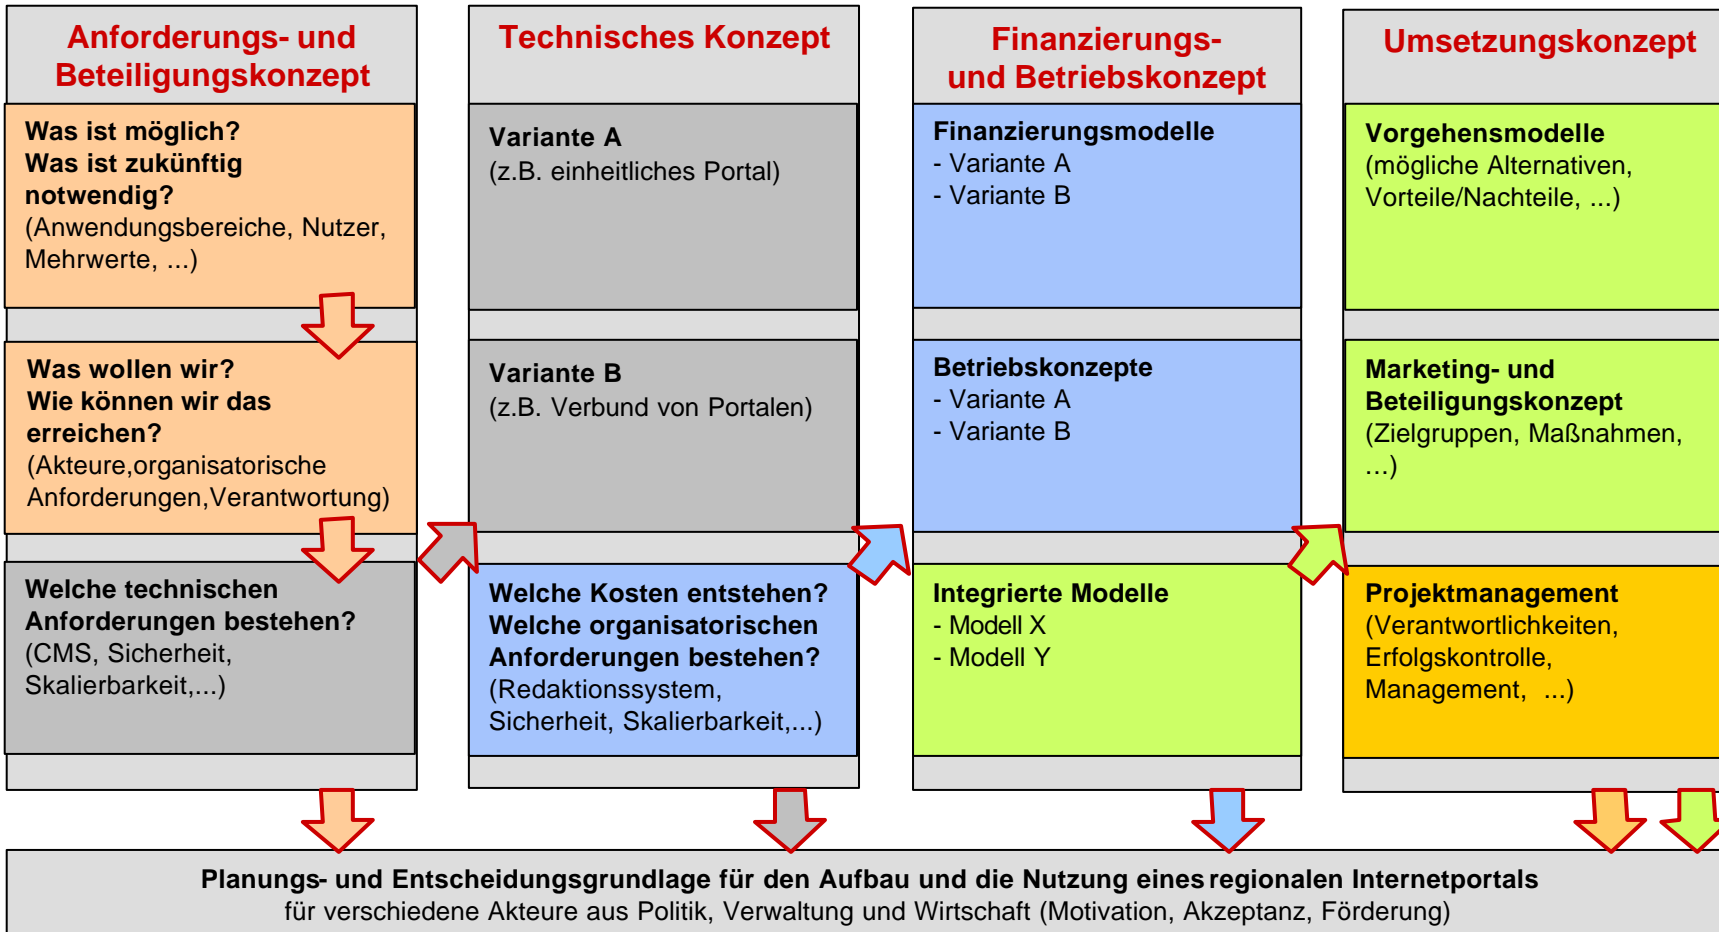 Anforderungs- und
Beteiligungskonzept
Was ist möglich?
Was ist zukünftig
notwendig?
(Anwendungsbereiche, Nutzer,
Mehrwerte, ...)
Was wollen wir?
Wie können wir das
erreichen?
(Akteure,organisatorische
Anforderungen,Verantwortung)
Welche technischen
Anforderungen bestehen?
(CMS, Sicherheit,
Skalierbarkeit,...)
Technisches Konzept
Variante A
(z.B. einheitliches Portal)
Variante B
(z.B. Verbund von Portalen)
Welche Kosten entstehen?
Welche organisatorischen
Anforderungen bestehen?
(Redaktionssystem,
Sicherheit, Skalierbarkeit,...)
Finanzierungs-
und Betriebskonzept
Finanzierungsmodelle
- Variante A
- Variante B
Betriebskonzepte
- Variante A
- Variante B
Integrierte Modelle
- Modell X
- Modell Y
Umsetzungskonzept
Vorgehensmodelle
(mögliche Alternativen,
Vorteile/Nachteile, ...)
Marketing- und
Beteiligungskonzept
(Zielgruppen, Maßnahmen,
...)
Projektmanagement
(Verantwortlichkeiten,
Erfolgskontrolle,
Management, ...)
Planungs- und Entscheidungsgrundlage für den Aufbau und die Nutzung eines regionalen Internetportals
für verschiedene Akteure aus Politik, Verwaltung und Wirtschaft (Motivation, Akzeptanz, Förderung)